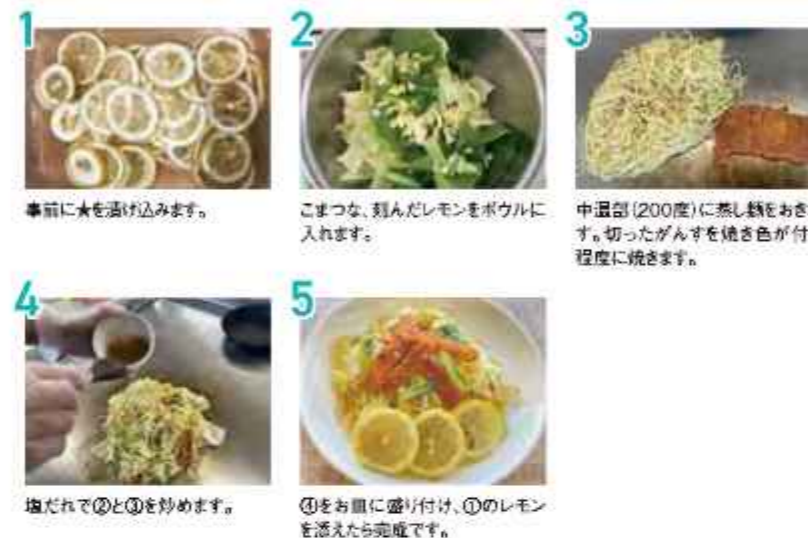 1
事前に★を漬け込みます。
2
こまつな、刻んだレモンをボウルに
入れます。
3
中温部(200度)に蒸し麺をおき
す。切ったがんすを焼き色が付
程度に焼きます。
4
塩だれで②と③を炒めます。
5
④をお皿に盛り付け、①のレモン
を添えたら完成です。